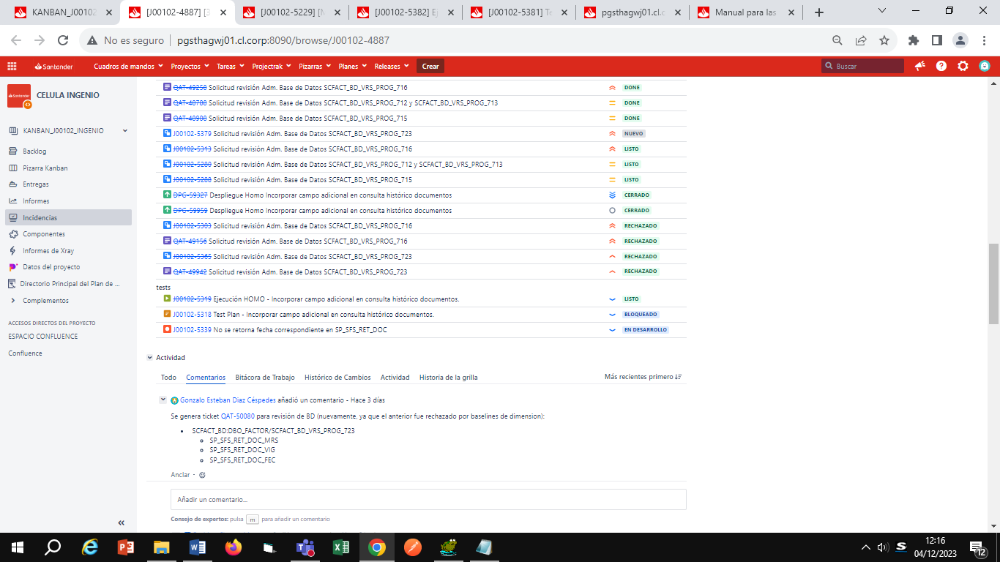 KANBAN_J00102
[J00102-4887] [3
[J00102-5229] [M
[J00102-5382] Ej
[J00102-5381] Te
pgsthagwj01.cl.c
Manual para las
No es seguro | pgsthagwj01.cl.corp:8090/browse/J00102-4887
Santander Cuadros de mandos Proyectos Tareas Projectrak Pizarras Planes Releases Crear Buscar
CELULA INGENIO
KANBAN_J00102_INGENIO
Backlog
Pizarra Kanban
Entregas
Informes
Incidencias
Componentes
Informes de Xray
Datos del proyecto
Directorio Principal del Plan de ...
Complementos
ACCESOS DIRECTOS DEL PROYECTO
ESPACIO CONFLUENCE
Confluence
QAT-49258 Solicitud revisión Adm. Base de Datos SCFACT_BD_VRS_PROG_716 DONE
QAT-48788 Solicitud revisión Adm. Base de Datos SCFACT_BD_VRS_PROG_712 y SCFACT_BD_VRS_PROG_713 DONE
QAT-48908 Solicitud revisión Adm. Base de Datos SCFACT_BD_VRS_PROG_715 DONE
J00102-5379 Solicitud revisión Adm. Base de Datos SCFACT_BD_VRS_PROG_723 NUEVO
J00102-5313 Solicitud revisión Adm. Base de Datos SCFACT_BD_VRS_PROG_716 LISTO
J00102-5280 Solicitud revisión Adm. Base de Datos SCFACT_BD_VRS_PROG_712 y SCFACT_BD_VRS_PROG_713 LISTO
J00102-5288 Solicitud revisión Adm. Base de Datos SCFACT_BD_VRS_PROG_715 LISTO
DPG-59327 Despliegue Homo Incorporar campo adicional en consulta histórico documentos CERRADO
DPG-59959 Despliegue Homo Incorporar campo adicional en consulta histórico documentos CERRADO
J00102-5303 Solicitud revisión Adm. Base de Datos SCFACT_BD_VRS_PROG_716 RECHAZADO
QAT-49156 Solicitud revisión Adm. Base de Datos SCFACT_BD_VRS_PROG_716 RECHAZADO
J00102-5365 Solicitud revisión Adm. Base de Datos SCFACT_BD_VRS_PROG_723 RECHAZADO
QAT-49942 Solicitud revisión Adm. Base de Datos SCFACT_BD_VRS_PROG_723 RECHAZADO
tests
J00102-5319 Ejecución HOMO - Incorporar campo adicional en consulta histórico documentos. LISTO
J00102-5318 Test Plan - Incorporar campo adicional en consulta histórico documentos. BLOQUEADO
J00102-5339 No se retorna fecha correspondiente en SP_SFS_RET_DOC EN DESARROLLO
Actividad
Todo Comentarios Bitácora de Trabajo Histórico de Cambios Actividad Historia de la grilla Más recientes primero
Gonzalo Esteban Diaz Céspedes añadió un comentario - Hace 3 días
Se genera ticket QAT-50080 para revisión de BD (nuevamente, ya que el anterior fue rechazado por baselines de dimension):
SCFACT_BD:DBO_FACTOR/SCFACT_BD_VRS_PROG_723
SP_SFS_RET_DOC_MRS
SP_SFS_RET_DOC_VIG
SP_SFS_RET_DOC_FEC
Anclar ·
Añadir un comentario...
Consejo de expertos: pulsa m para añadir un comentario
12:16
04/12/2023
12